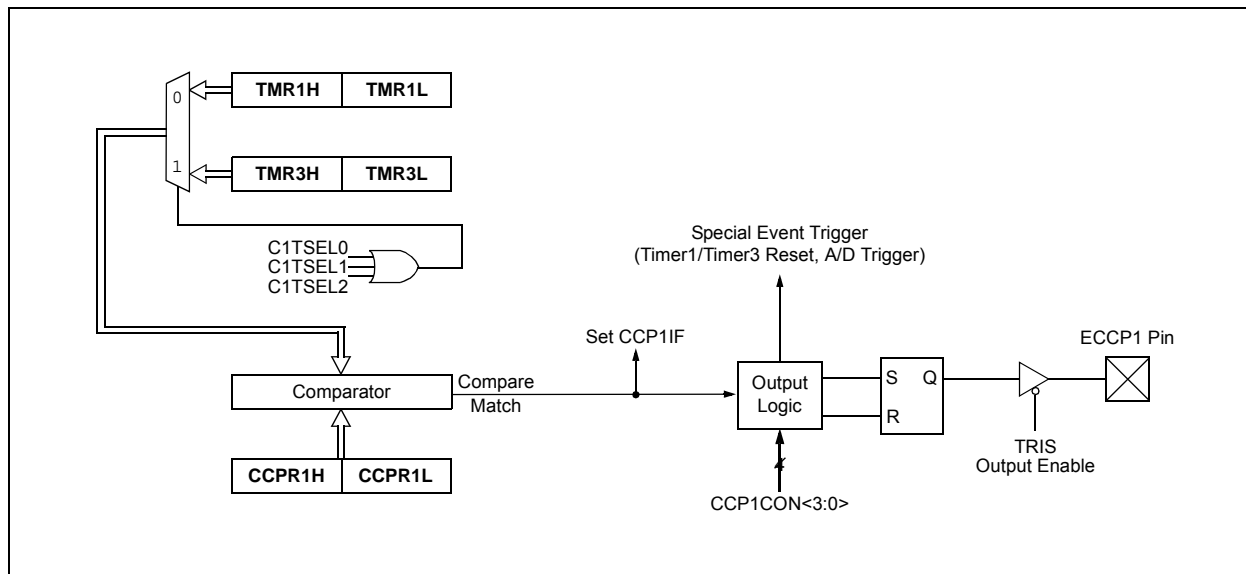 0
TMR1H TMR1L
1
TMR3H TMR3L
C1TSEL0
C1TSEL1
C1TSEL2
Special Event Trigger
(Timer1/Timer3 Reset, A/D Trigger)
Set CCP1IF
ECCP1 Pin
Comparator
Compare
Match
Output
Logic
S Q
R
TRIS
Output Enable
CCPR1H CCPR1L
4
CCP1CON<3:0>